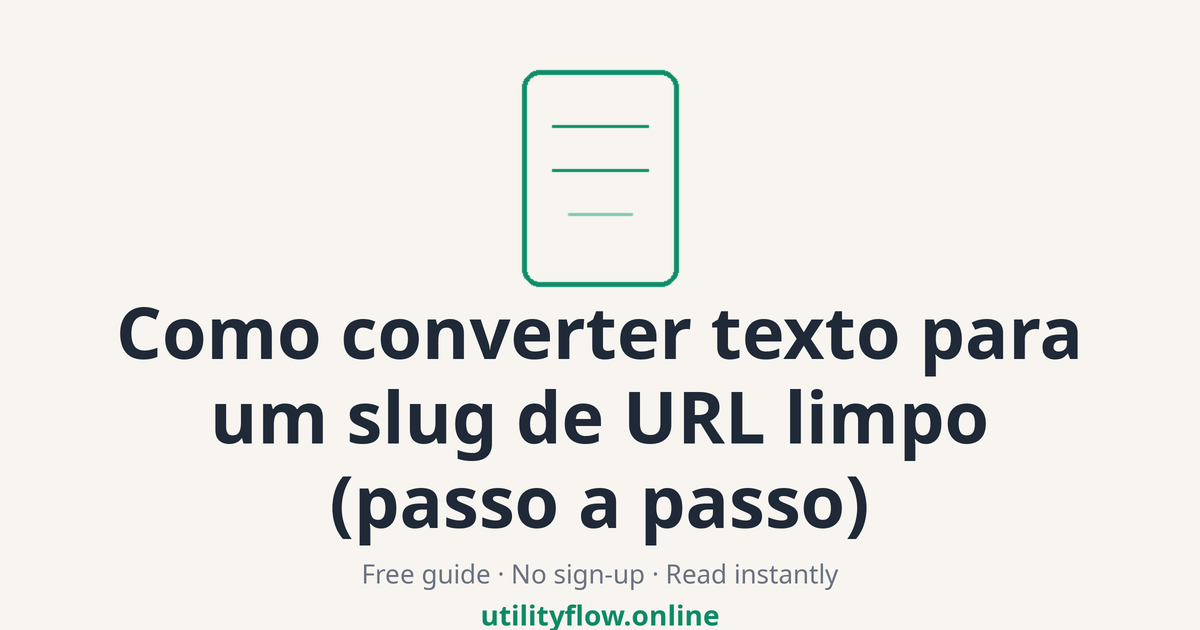 Como converter texto para
um slug de URL limpo
(passo a passo)
Free guide · No sign-up · Read instantly
utilityflow.online